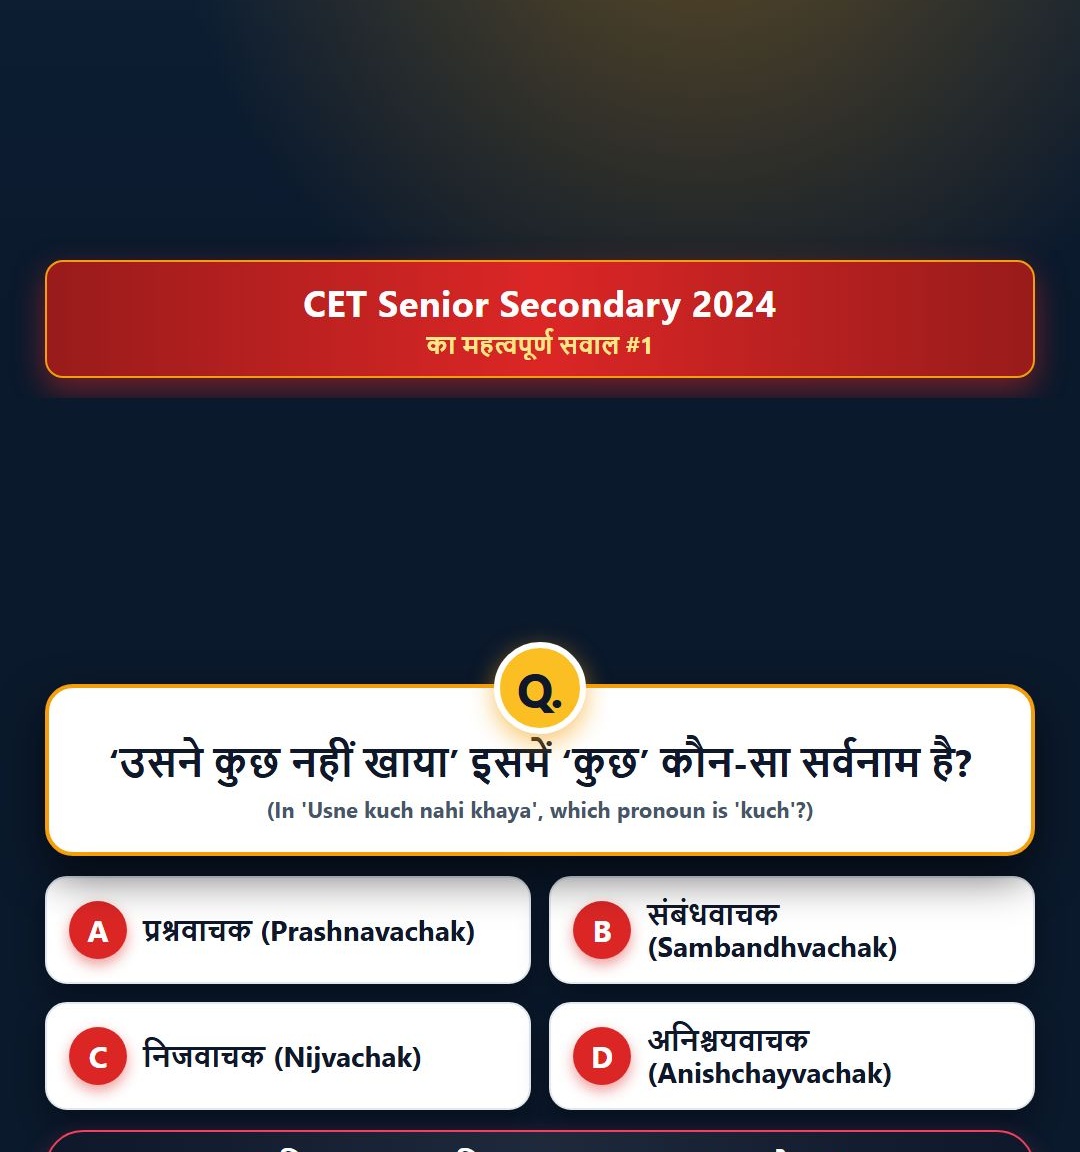 CET Senior Secondary 2024
का महत्वपूर्ण सवाल #1
Q.
‘उसने कुछ नहीं खाया’ इसमें ‘कुछ’ कौन-सा सर्वनाम है?
(In 'Usne kuch nahi khaya', which pronoun is 'kuch'?)
A प्रश्नवाचक (Prashnavachak)
B संबंधवाचक
(Sambandhvachak)
C निजवाचक (Nijvachak)
D अनिश्चयवाचक
(Anishchayvachak)